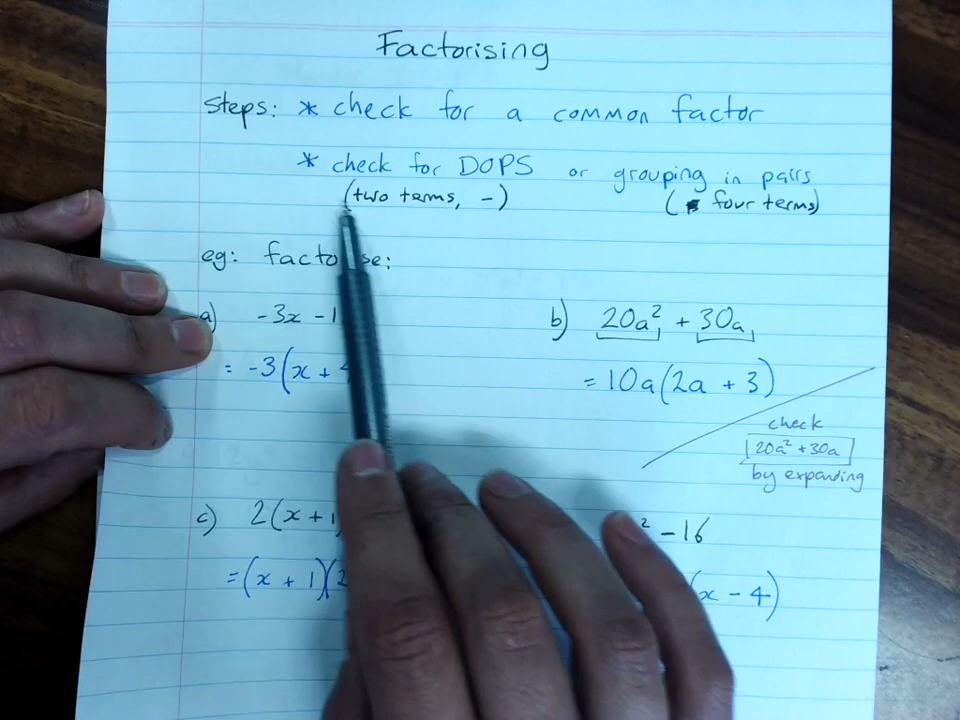 Factorising
Steps: * check for a common factor
* check for DOPS or grouping in pairs
(two terms, -) (four terms)
eg: facto se:
a) -3x - 1
b) 20a² + 30a
= -3(x +
= 10a(2a + 3)
check
20a² + 30a
by expanding
c) 2(x + 1
² - 16
= (x + 1)(2
(x - 4)